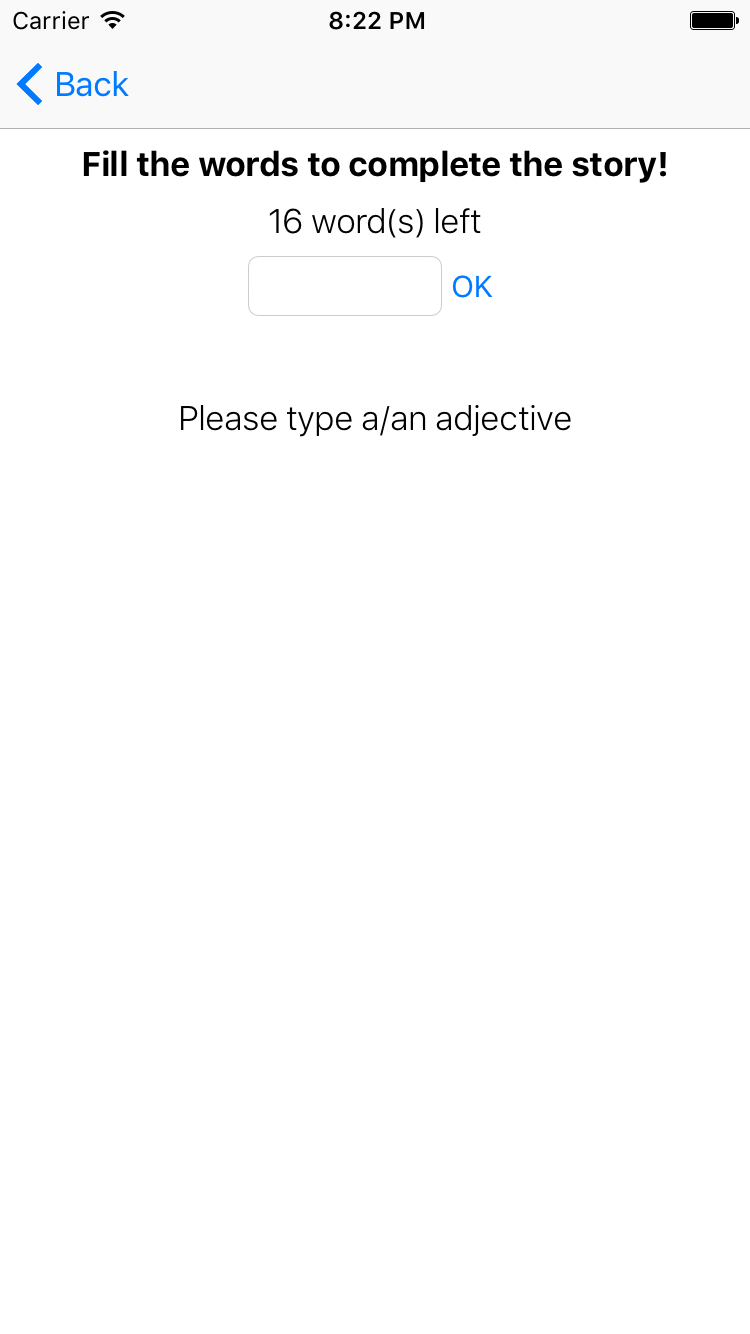 Carrier 8:22 PM
Back
Fill the words to complete the story!
16 word(s) left
OK
Please type a/an adjective